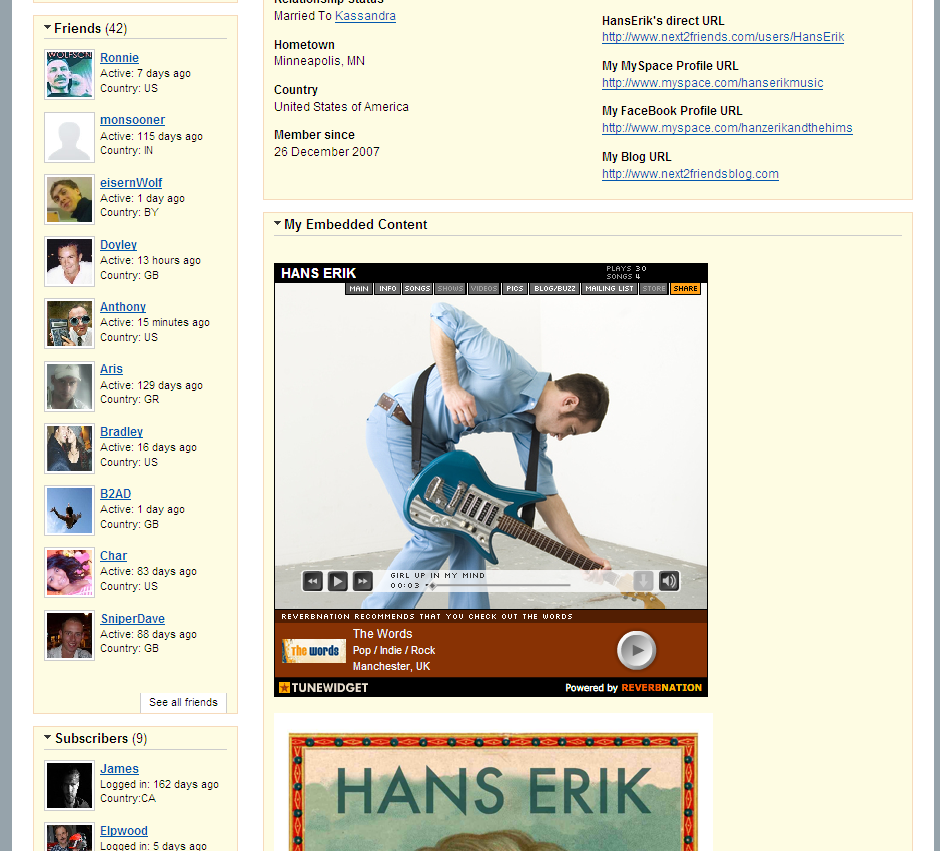 Friends (42)
Ronnie
Active: 7 days ago
Country: US
monsooner
Active: 115 days ago
Country: IN
eisernWolf
Active: 1 day ago
Country: BY
Doyley
Active: 13 hours ago
Country: GB
Anthony
Active: 15 minutes ago
Country: US
Aris
Active: 129 days ago
Country: GR
Bradley
Active: 16 days ago
Country: US
B2AD
Active: 1 day ago
Country: GB
Char
Active: 83 days ago
Country: US
SniperDave
Active: 88 days ago
Country: GB
See all friends
Subscribers (9)
James
Logged in: 162 days ago
Country:CA
Elpwood
Logged in: 5 days ago
Relationship status
Married To Kassandra
Hometown
Minneapolis, MN
Country
United States of America
Member since
26 December 2007
HansErik's direct URL
http://www.next2friends.com/users/HansErik
My MySpace Profile URL
http://www.myspace.com/hanserikmusic
My FaceBook Profile URL
http://www.myspace.com/hanzerikandthehims
My Blog URL
http://www.next2friendsblog.com
My Embedded Content
HANS ERIK
PLAYS 30
SONGS 4
MAIN INFO SONGS SHOWS VIDEOS PICS BLOG/BUZZ MAILING LIST STORE SHARE
GIRL UP IN MY MIND
00:03
REVERBNATION RECOMMENDS THAT YOU CHECK OUT THE WORDS
The words
The Words
Pop / Indie / Rock
Manchester, UK
TUNEWIDGET
Powered by REVERBNATION
HANS ERIK